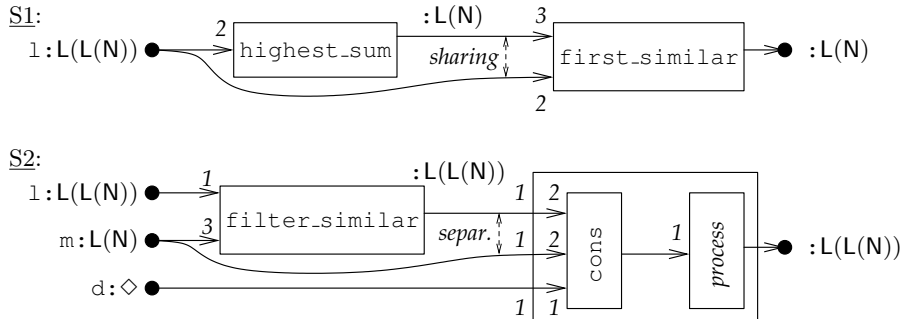 S1:
:L(N)
2
3
l:L(L(N))
highest_sum
sharing
first_similar
:L(N)
2
S2:
:L(L(N))
l:L(L(N))
1
1
2
filter_similar
m:L(N)
3
separ.
1
2
cons
1
process
:L(L(N))
d:◇
1
1